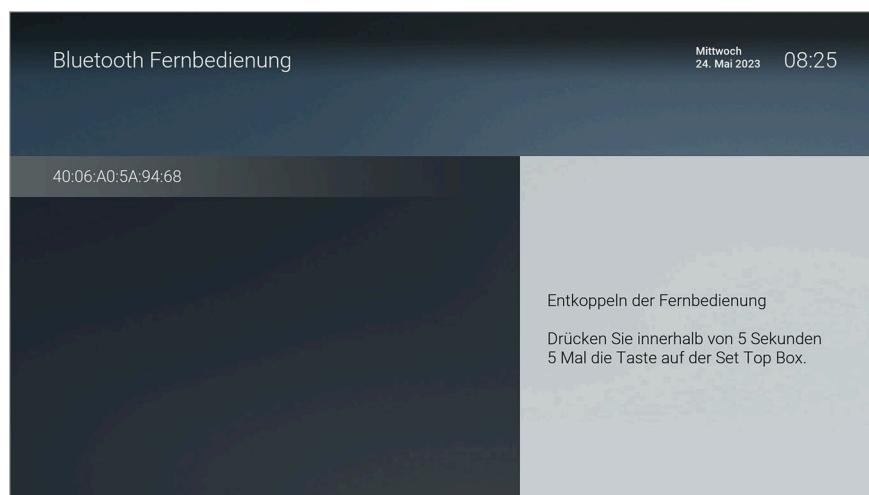 Bluetooth Fernbedienung
Mittwoch
24. Mai 2023
08:25
40:06:A0:5A:94:68
Entkoppeln der Fernbedienung
Drücken Sie innerhalb von 5 Sekunden
5 Mal die Taste auf der Set Top Box.